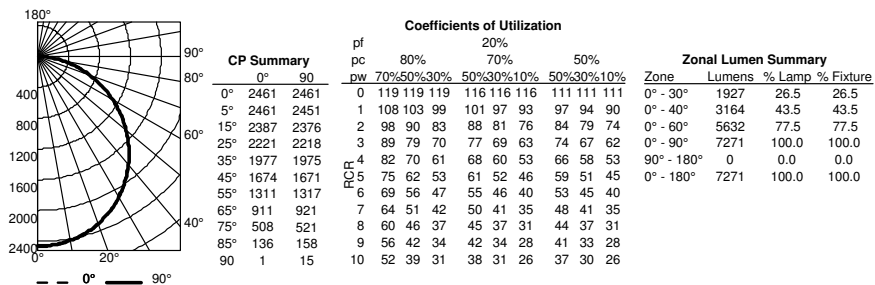 180°
90°
80°
60°
40°
400
800
1200
1600
2000
2400
0° 20°
0° 90°
CP Summary
0° 90
0° 2461 2461
5° 2461 2451
15° 2387 2376
25° 2221 2218
35° 1977 1975
45° 1674 1671
55° 1311 1317
65° 911 921
75° 508 521
85° 136 158
90 1 15
Coefficients of Utilization
pf 20%
pc 80% 70% 50%
pw 70%50%30% 50%30%10% 50%30%10%
RCR
0 119 119 119 116 116 116 111 111 111
1 108 103 99 101 97 93 97 94 90
2 98 90 83 88 81 76 84 79 74
3 89 79 70 77 69 63 74 67 62
4 82 70 61 68 60 53 66 58 53
5 75 62 53 61 52 46 59 51 45
6 69 56 47 55 46 40 53 45 40
7 64 51 42 50 41 35 48 41 35
8 60 46 37 45 37 31 44 37 31
9 56 42 34 42 34 28 41 33 28
10 52 39 31 38 31 26 37 30 26
Zonal Lumen Summary
Zone Lumens % Lamp % Fixture
0° - 30° 1927 26.5 26.5
0° - 40° 3164 43.5 43.5
0° - 60° 5632 77.5 77.5
0° - 90° 7271 100.0 100.0
90° - 180° 0 0.0 0.0
0° - 180° 7271 100.0 100.0